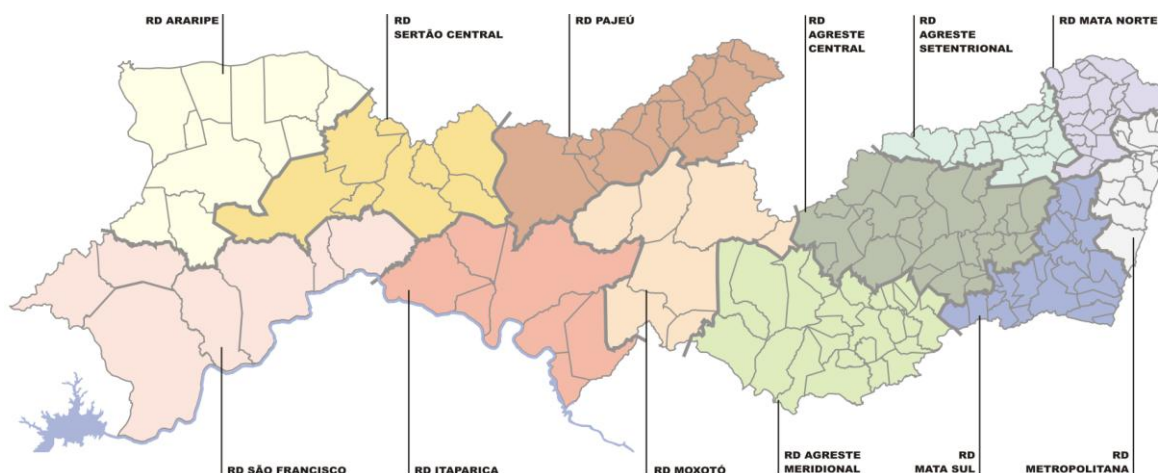 RD ARARIPE
RD
SERTÃO CENTRAL
RD PAJEÚ
RD
AGRESTE
CENTRAL
RD
AGRESTE
SETENTRIONAL
RD MATA NORTE
RD SÃO FRANCISCO
RD ITAPARICA
RD MOXOTÓ
RD AGRESTE
MERIDIONAL
RD
MATA SUL
RD
METROPOLITANA